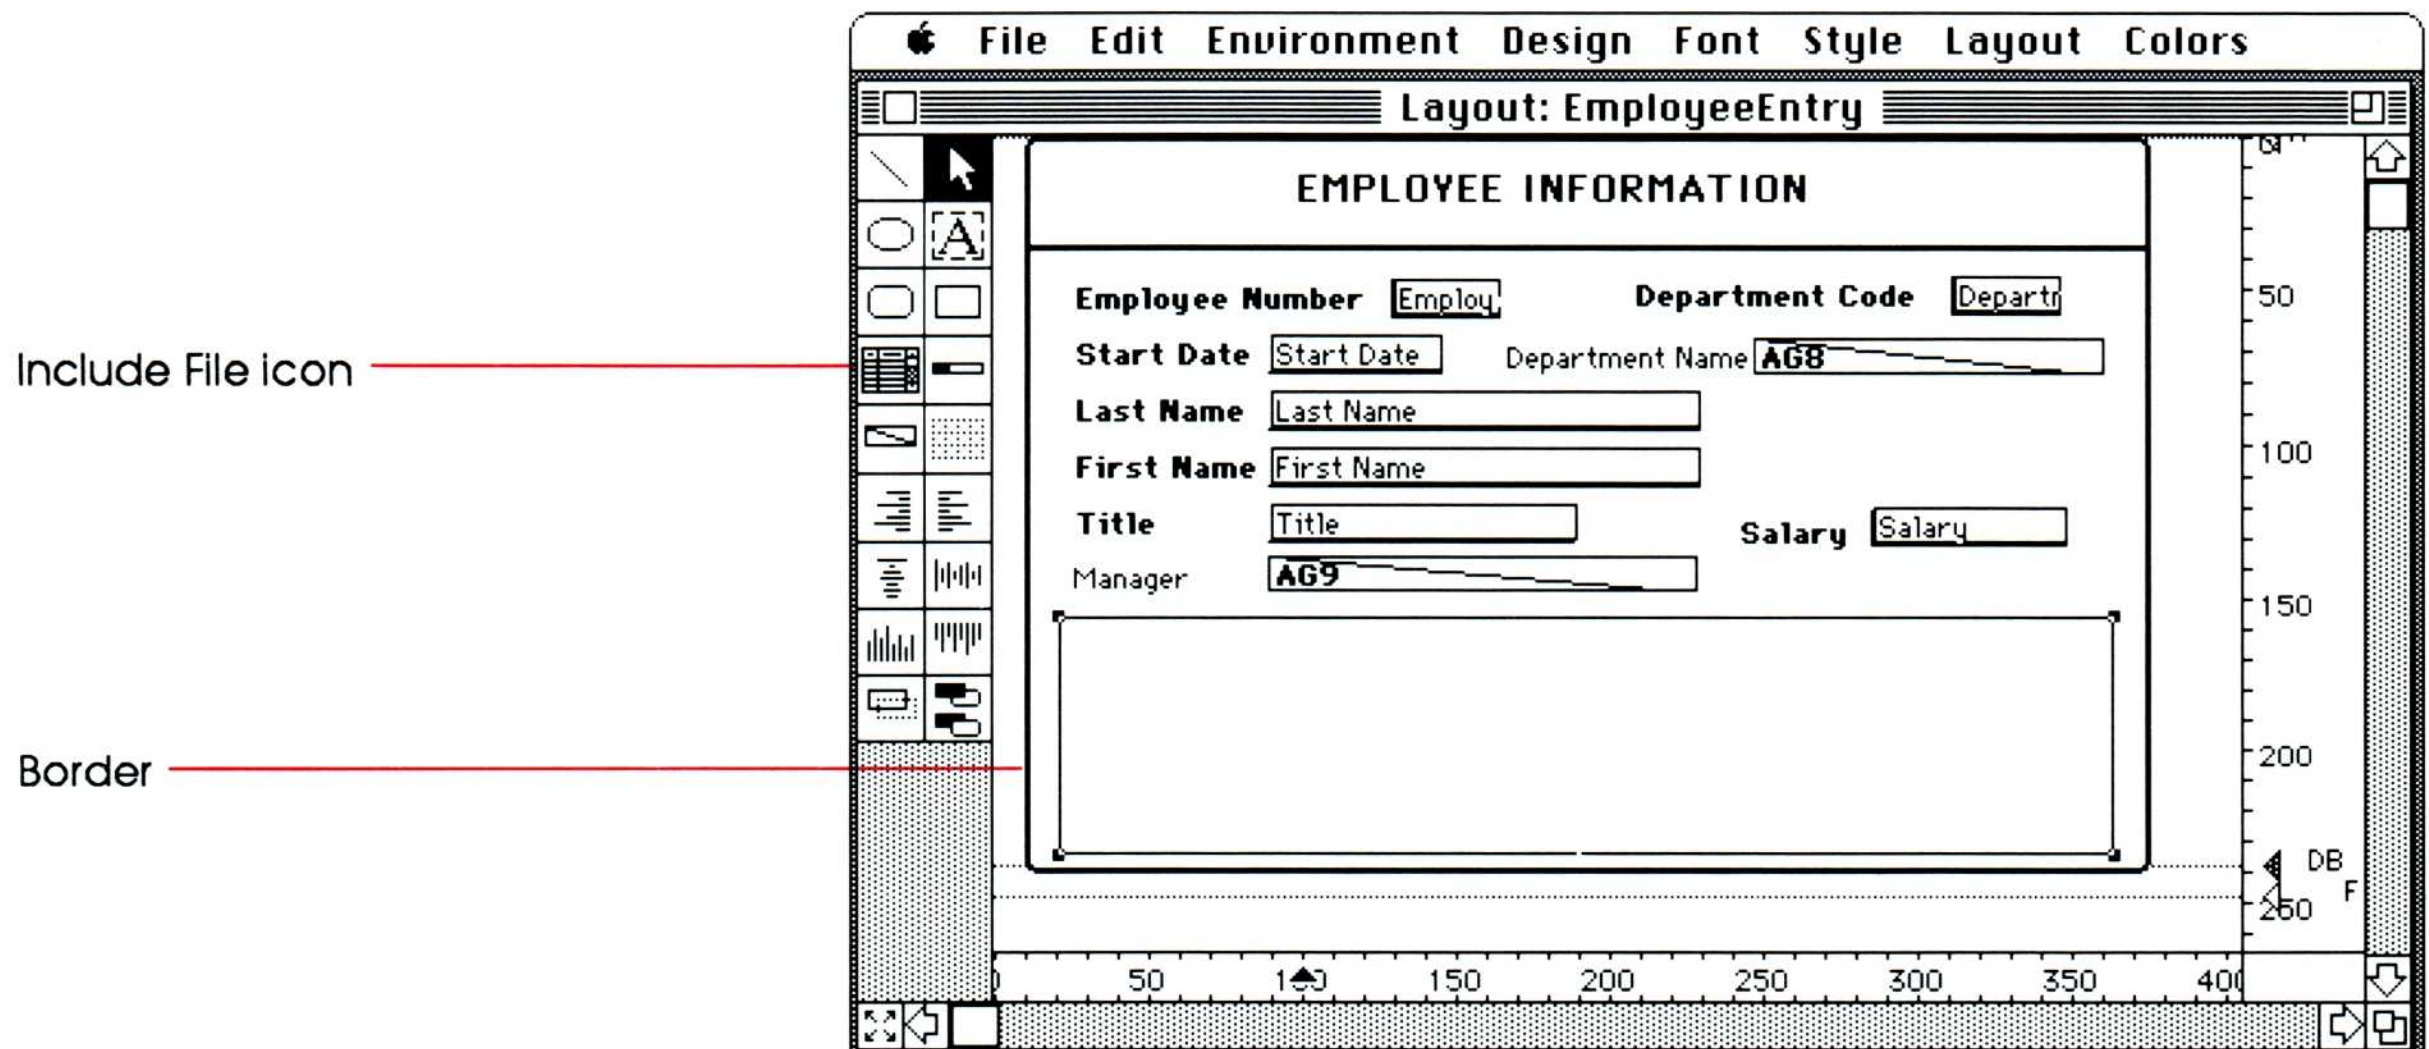 File Edit Environment Design Font Style Layout Colors
Layout: EmployeeEntry
EMPLOYEE INFORMATION
Employee Number Employ Department Code Depart
50
Start Date Start Date Department Name AG8
Include File icon
Last Name Last Name
100
First Name First Name
Title Title Salary Salary
Manager AG9
150
Border
200
DB
F
250
50 100 150 200 250 300 350 400